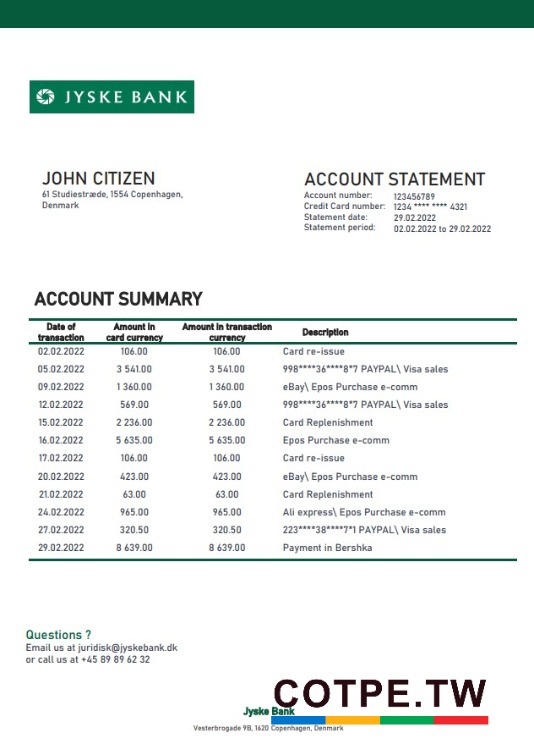 JYSKE BANK
JOHN CITIZEN
61 Studiestræde, 1554 Copenhagen,
Denmark
ACCOUNT STATEMENT
Account number: 123456789
Credit Card number: 1234 **** **** 4321
Statement date: 29.02.2022
Statement period: 02.02.2022 to 29.02.2022
ACCOUNT SUMMARY
Date of transaction Amount in card currency Amount in transaction currency Description
02.02.2022 106.00 106.00 Card re-issue
05.02.2022 3 541.00 3 541.00 998****36****8*7 PAYPAL\ Visa sales
09.02.2022 1 360.00 1 360.00 eBay\ Epos Purchase e-comm
12.02.2022 569.00 569.00 998****36****8*7 PAYPAL\ Visa sales
15.02.2022 2 236.00 2 236.00 Card Replenishment
16.02.2022 5 635.00 5 635.00 Epos Purchase e-comm
17.02.2022 106.00 106.00 Card re-issue
20.02.2022 423.00 423.00 eBay\ Epos Purchase e-comm
21.02.2022 63.00 63.00 Card Replenishment
24.02.2022 965.00 965.00 Ali express\ Epos Purchase e-comm
27.02.2022 320.50 320.50 223****38****7*1 PAYPAL\ Visa sales
29.02.2022 8 639.00 8 639.00 Payment in Bershka
Questions ?
Email us at juridisk@jyskebank.dk
or call us at +45 89 89 62 32
COTPE.TW
Jyske Bank
Vesterbrogade 9B, 1620 Copenhagen, Denmark